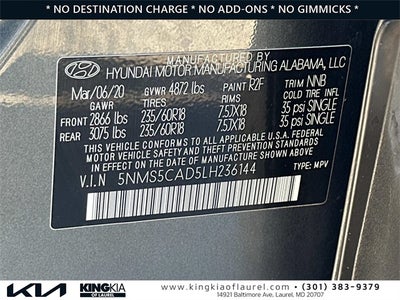 * NO DESTINATION CHARGE * NO ADD-ONS * NO GIMMICKS *
MANUFACTURED BY
HYUNDAI MOTOR MANUFACTURING ALABAMA, LLC
Mar/06/20 GVWR 4872 lbs PAINT R2F TRIM NNB
GAWR TIRES RIMS COLD TIRE INFL
FRONT 2866 lbs 235/60R18 7.5JX18 35 psi SINGLE
REAR 3075 lbs 235/60R18 7.5JX18 35 psi SINGLE
THIS VEHICLE CONFORMS TO ALL APPLICABLE
FEDERAL MOTOR VEHICLE SAFETY
STANDARDS IN EFFECT ON THE
DATE OF MANUFACTURE SHOWN ABOVE.
V.I.N 5NMS5CAD5LH236144 TYPE: MPV
KIA KINGKIA OF LAUREL www.kingkiaoflaurel.com • (301) 383-9379
14921 Baltimore Ave, Laurel, MD 20707